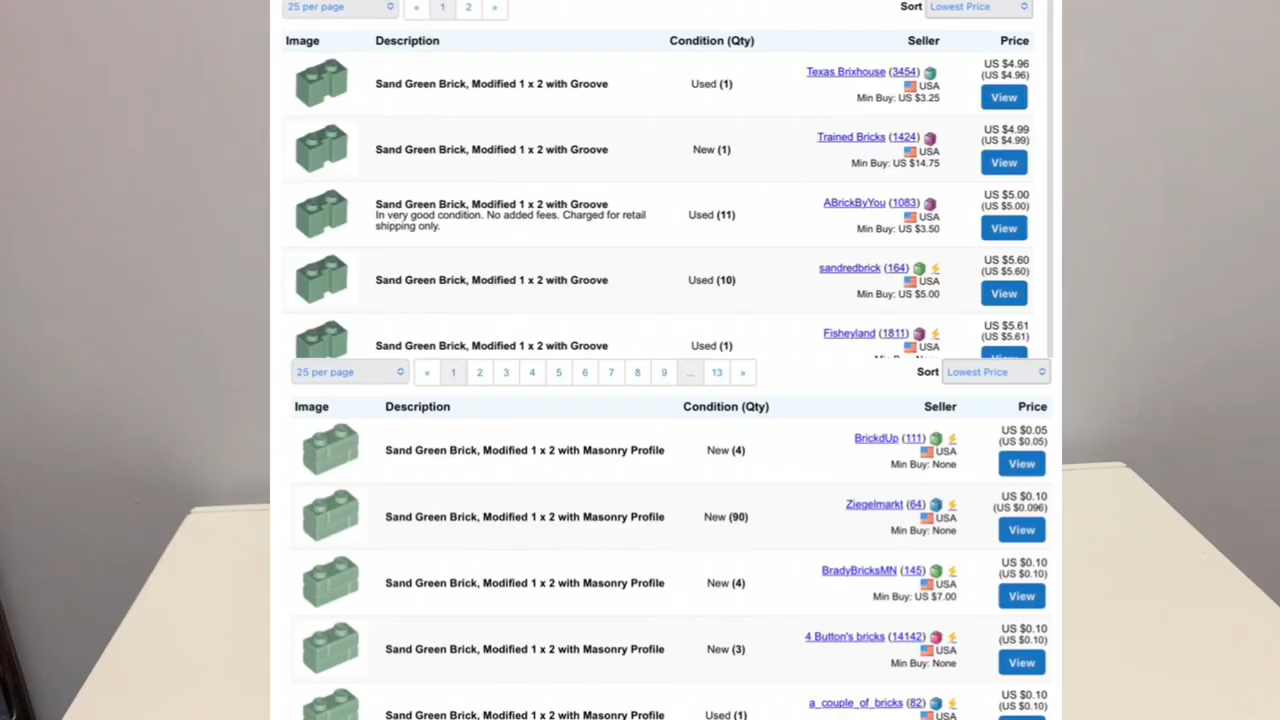 25 per page « 1 2 » Sort Lowest Price
Image Description Condition (Qty) Seller Price
Sand Green Brick, Modified 1 x 2 with Groove Used (1) Texas Brixhouse (3454) US $4.96
USA (US $4.96)
Min Buy: US $3.25 View
Sand Green Brick, Modified 1 x 2 with Groove New (1) Trained Bricks (1424) US $4.99
USA (US $4.99)
Min Buy: US $14.75 View
Sand Green Brick, Modified 1 x 2 with Groove ABrickByYou (1083) US $5.00
In very good condition. No added fees. Charged for retail Used (11) USA (US $5.00)
shipping only. Min Buy: US $3.50 View
Sand Green Brick, Modified 1 x 2 with Groove Used (10) sandredbrick (164) US $5.60
USA (US $5.60)
Min Buy: US $5.00 View
Sand Green Brick, Modified 1 x 2 with Groove Used (1) Fisheyland (1811) US $5.61
USA (US $5.61)
25 per page « 1 2 3 4 5 6 7 8 9 ... 13 » Sort Lowest Price
Image Description Condition (Qty) Seller Price
Sand Green Brick, Modified 1 x 2 with Masonry Profile New (4) BrickdUp (111) US $0.05
USA (US $0.05)
Min Buy: None View
Sand Green Brick, Modified 1 x 2 with Masonry Profile New (90) Ziegelmarkt (64) US $0.10
USA (US $0.096)
Min Buy: None View
Sand Green Brick, Modified 1 x 2 with Masonry Profile New (4) BradyBricksMN (145) US $0.10
USA (US $0.10)
Min Buy: US $7.00 View
Sand Green Brick, Modified 1 x 2 with Masonry Profile New (3) 4 Button's bricks (14142) US $0.10
USA (US $0.10)
Min Buy: None View
Sand Green Brick, Modified 1 x 2 with Masonry Profile Used (1) a_couple_of_bricks (82) US $0.10
USA (US $0.10)